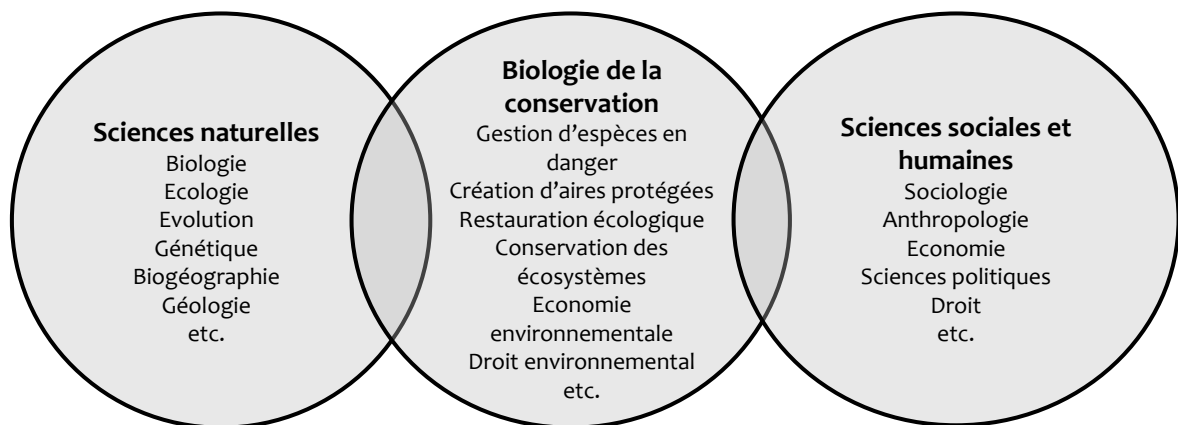 Sciences naturelles
Biologie
Ecologie
Evolution
Génétique
Biogéographie
Géologie
etc.
Biologie de la
conservation
Gestion d'espèces en
danger
Création d'aires protégées
Restauration écologique
Conservation des
écosystèmes
Economie
environnementale
Droit environnemental
etc.
Sciences sociales et
humaines
Sociologie
Anthropologie
Economie
Sciences politiques
Droit
etc.